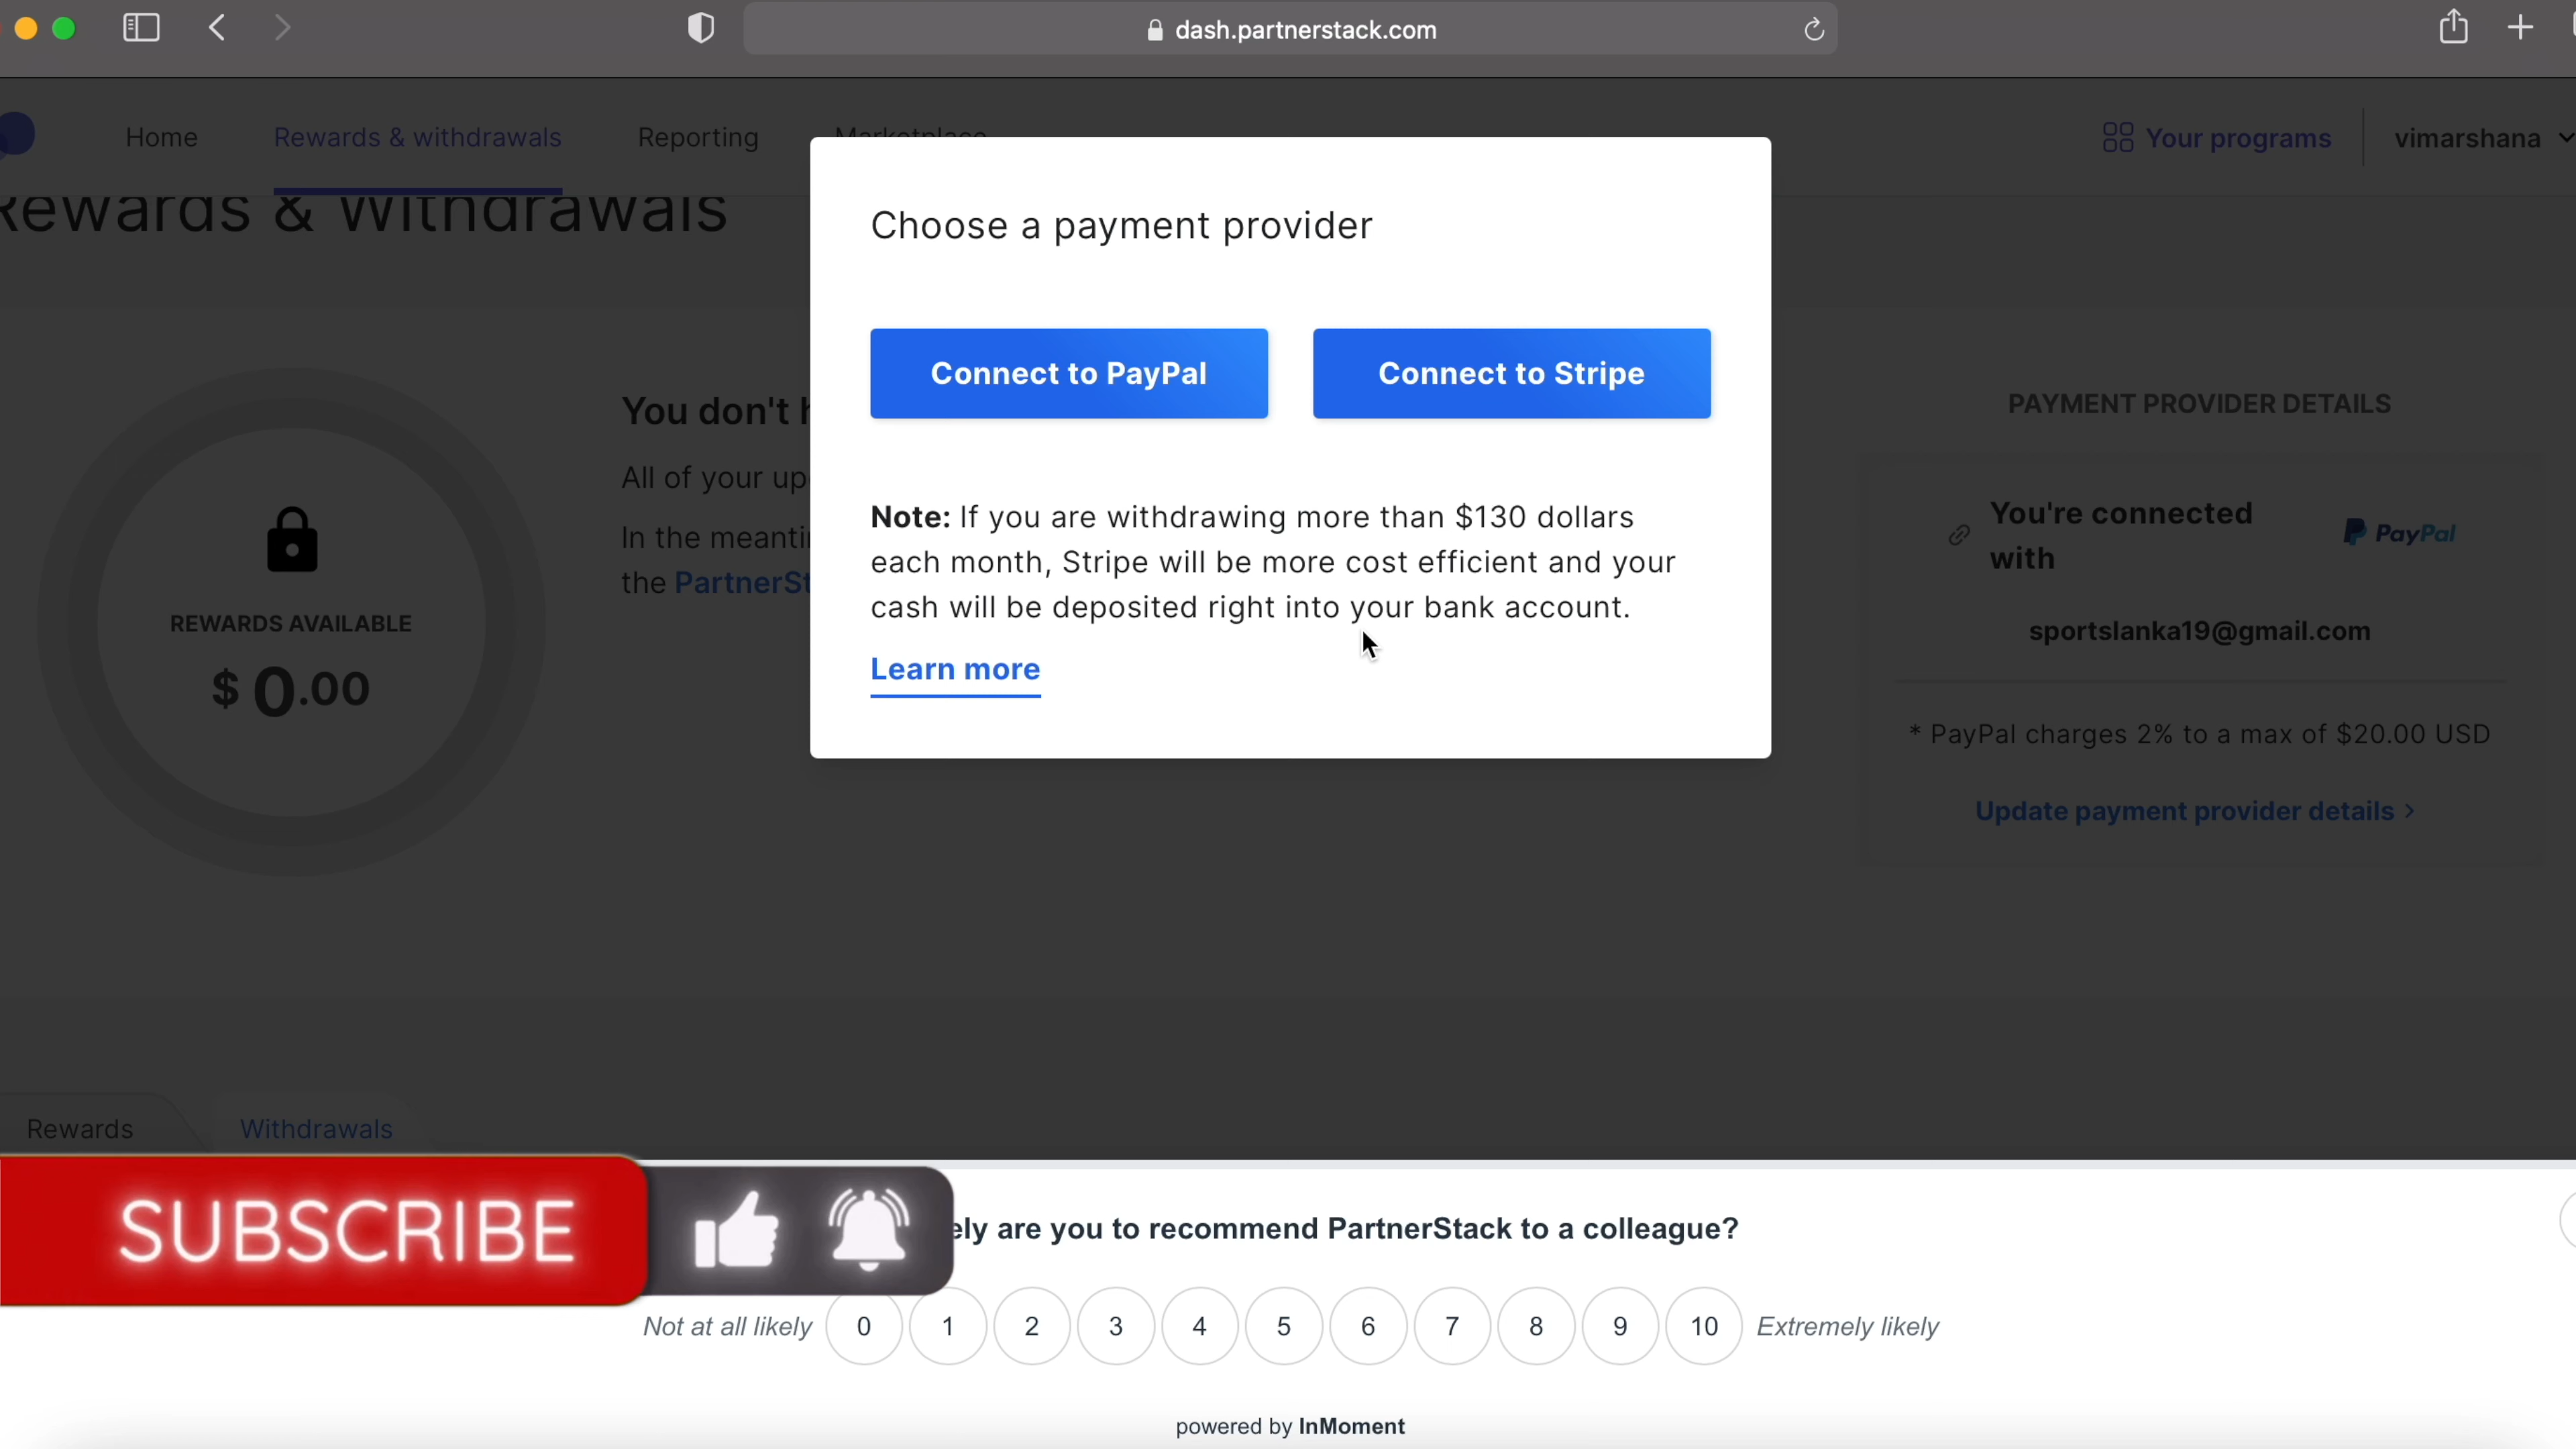 dash.partnerstack.com
Home
Rewards & withdrawals
Reporting
Marketplace
Your programs
vimarshana
Rewards & Withdrawals
Choose a payment provider
Connect to PayPal
Connect to Stripe
Note: If you are withdrawing more than $130 dollars
each month, Stripe will be more cost efficient and your
cash will be deposited right into your bank account.
Learn more
You don't
All of your
In the
the
REWARDS AVAILABLE
$ 0.00
PAYMENT PROVIDER DETAILS
You're connected
with
PayPal
sportslanka19@gmail.com
* PayPal charges 2% to a max of $20.00 USD
Update payment provider details >
Rewards
Withdrawals
SUBSCRIBE
are you to recommend PartnerStack to a colleague?
Not at all likely 0 1 2 3 4 5 6 7 8 9 10 Extremely likely
powered by InMoment